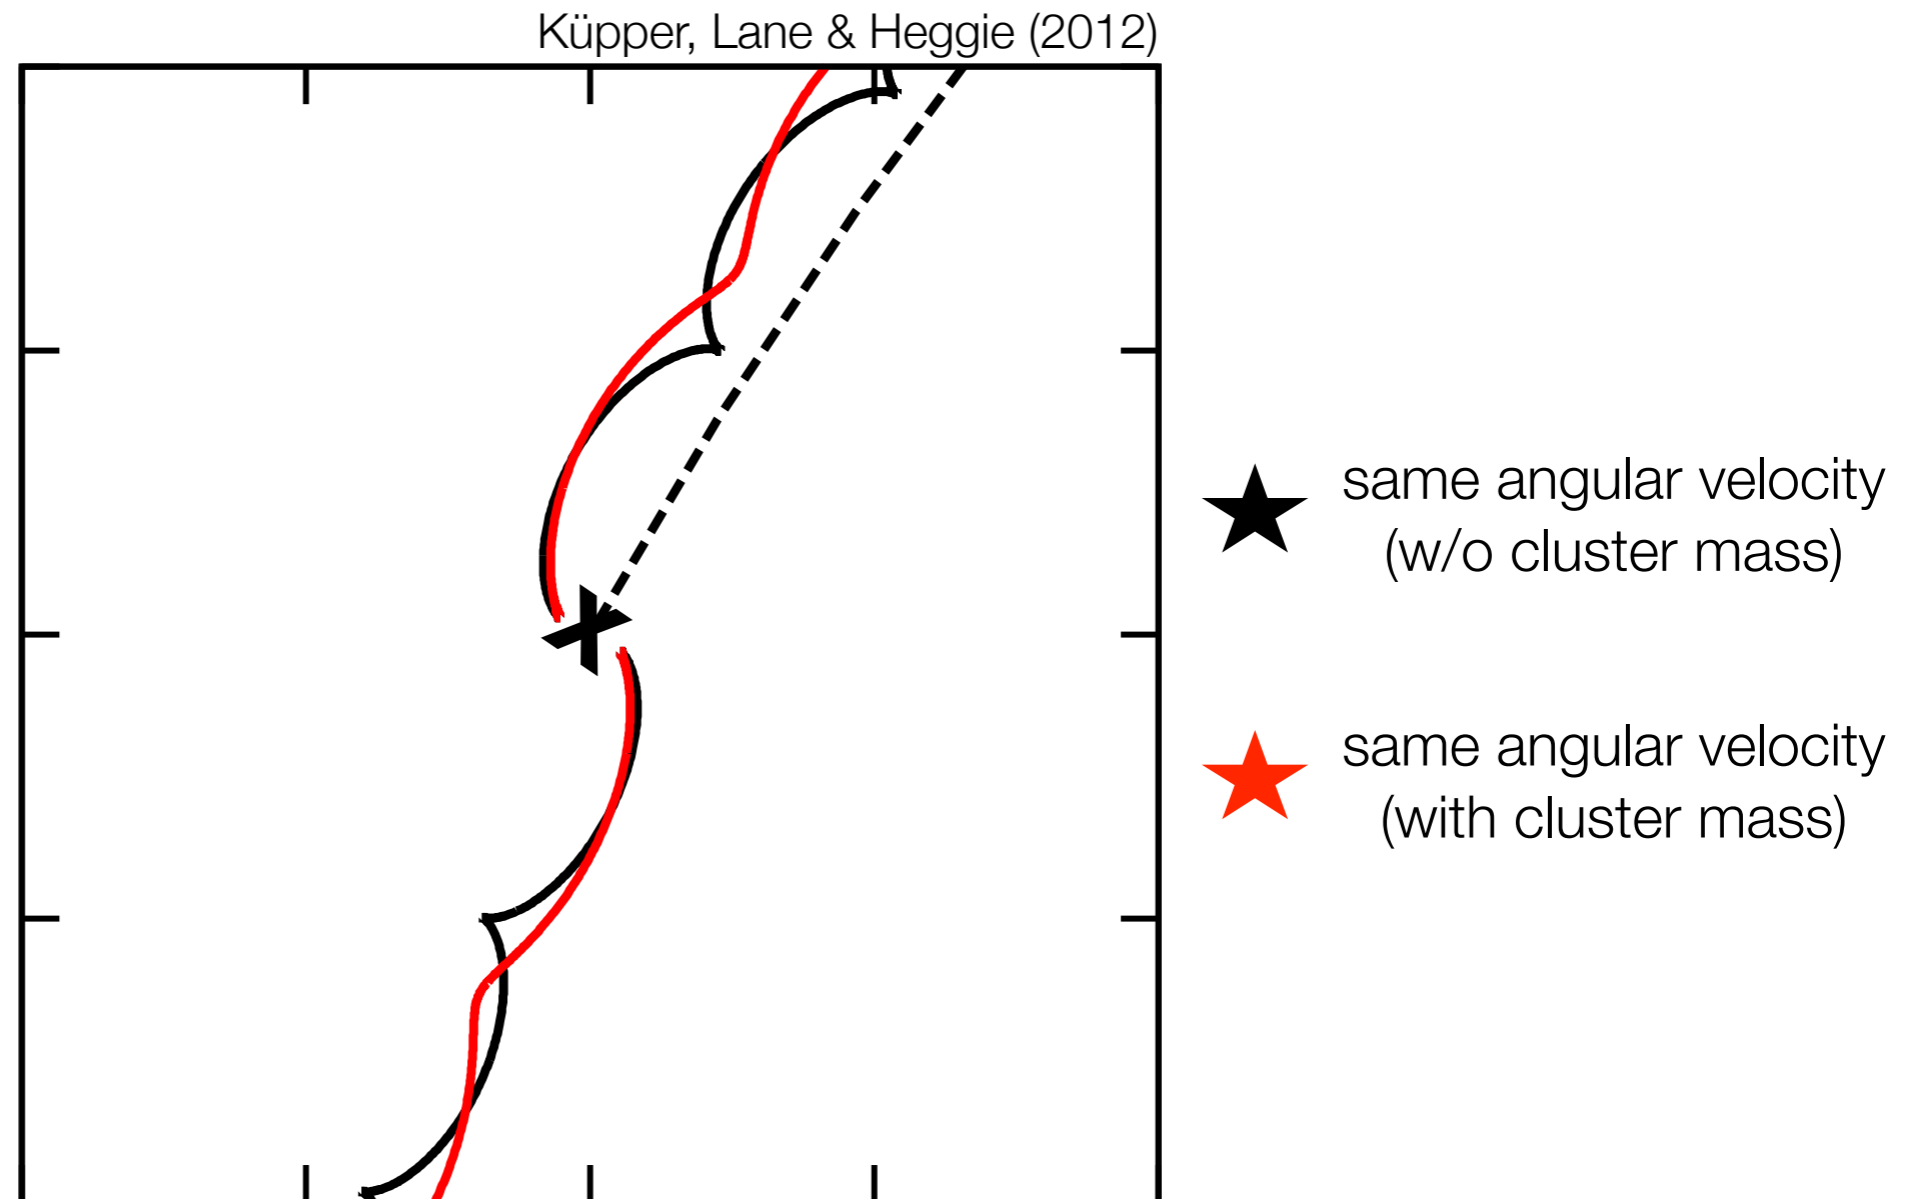 Küpper, Lane & Heggie (2012)
same angular velocity
(w/o cluster mass)
same angular velocity
(with cluster mass)